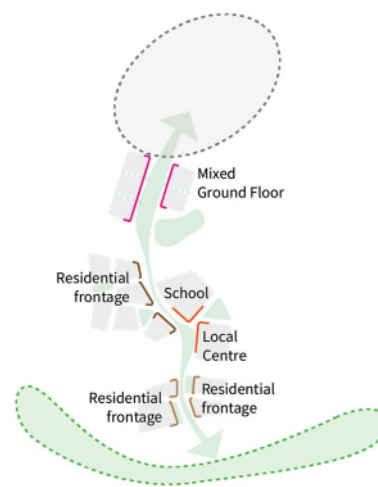 Mixed
Ground Floor
Residential
frontage
School
Local
Centre
Residential
frontage
Residential
frontage